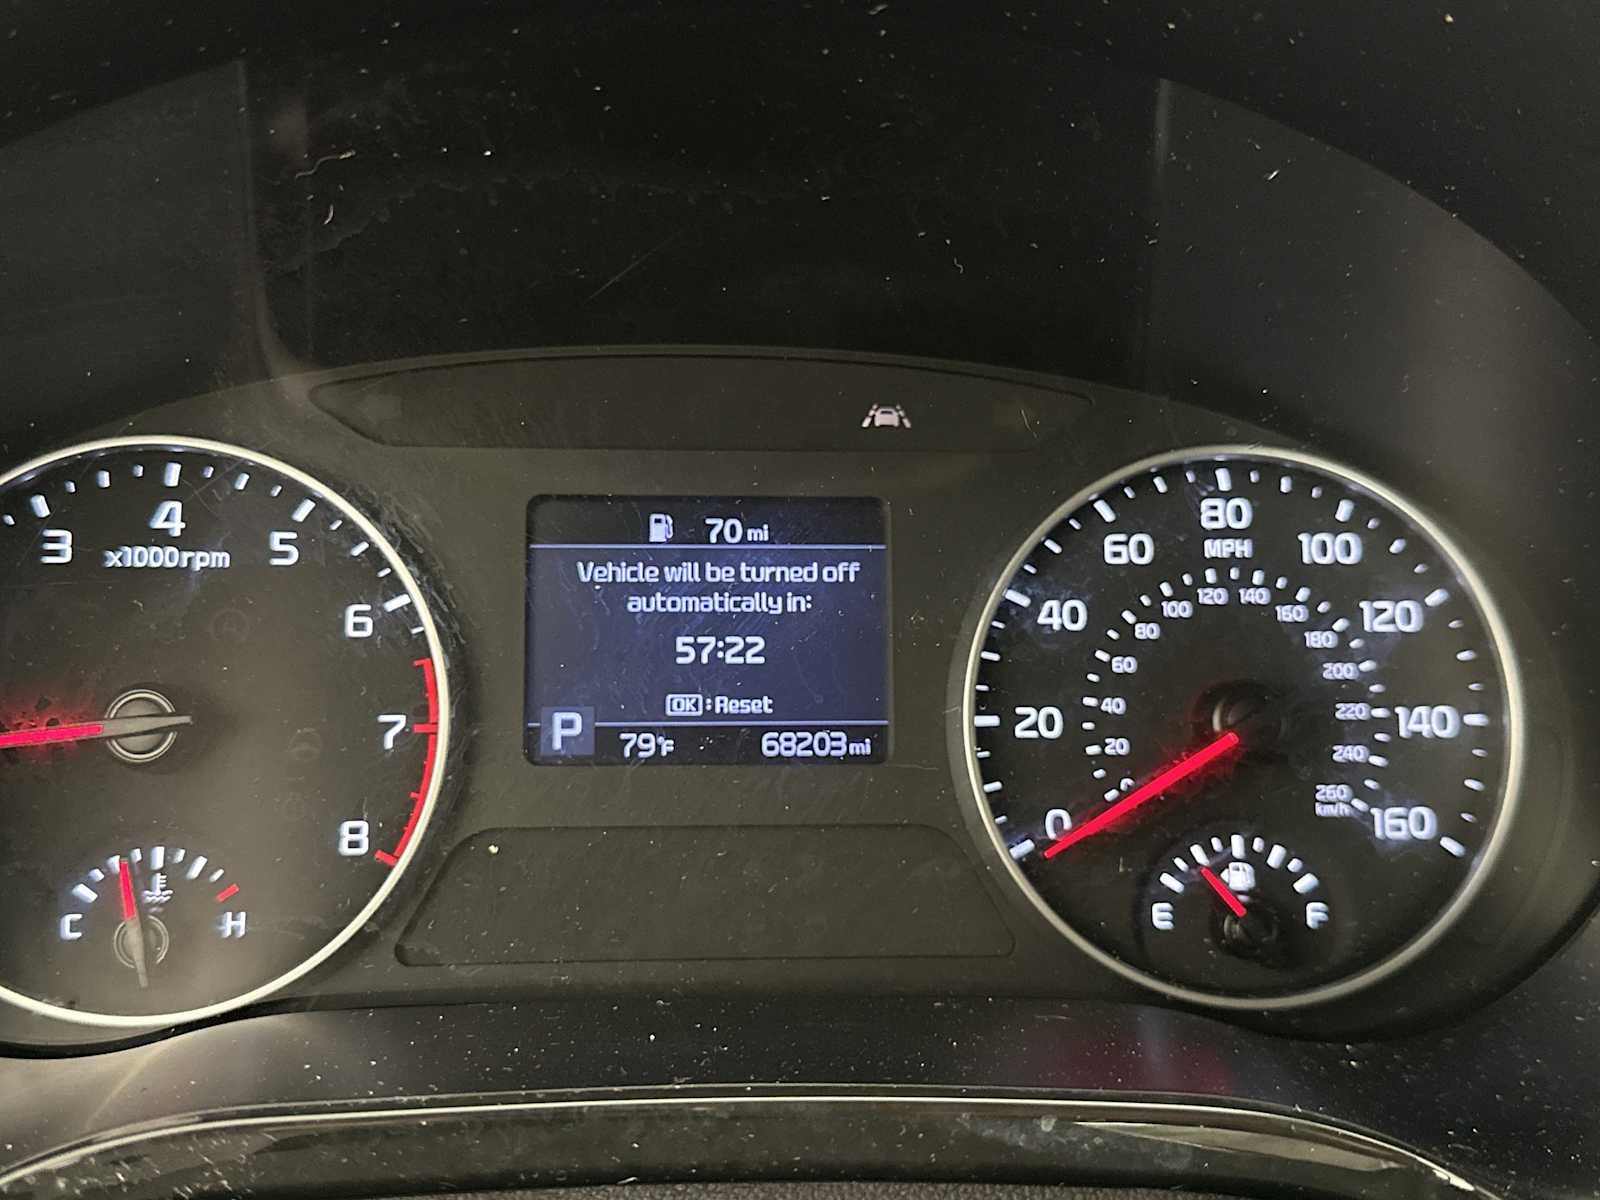 3
4
5
x1000rpm
6
7
8
C
H
70 mi
Vehicle will be turned off
automatically in:
57:22
OK : Reset
P
79°F
68203 mi
0
20
40
60
80
MPH
100
120
140
160
0
20
40
60
80
100
120
140
160
180
200
220
240
260
km/h
E
F